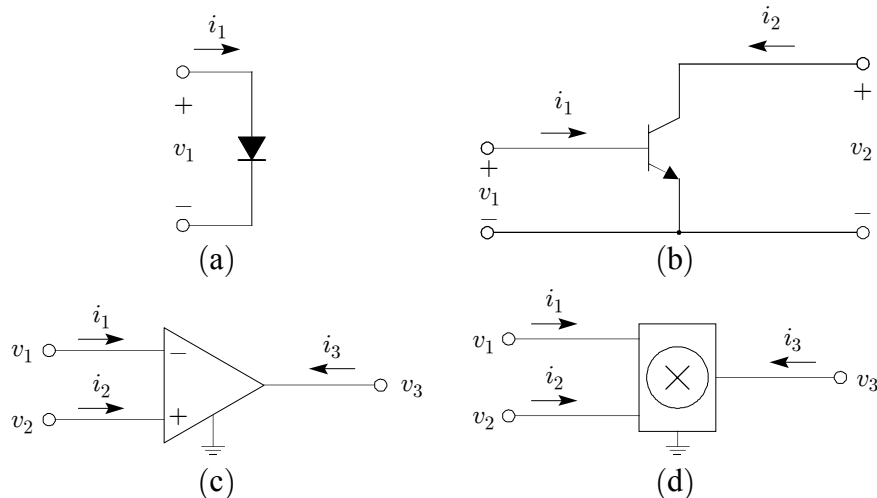 i₁
+
v₁
−
(a)
i₂
i₁
+
+
v₁
v₂
−
−
(b)
i₁
v₁
−
i₂
i₃
v₃
v₂
+
(c)
i₁
v₁
i₂
i₃
v₃
v₂
(d)